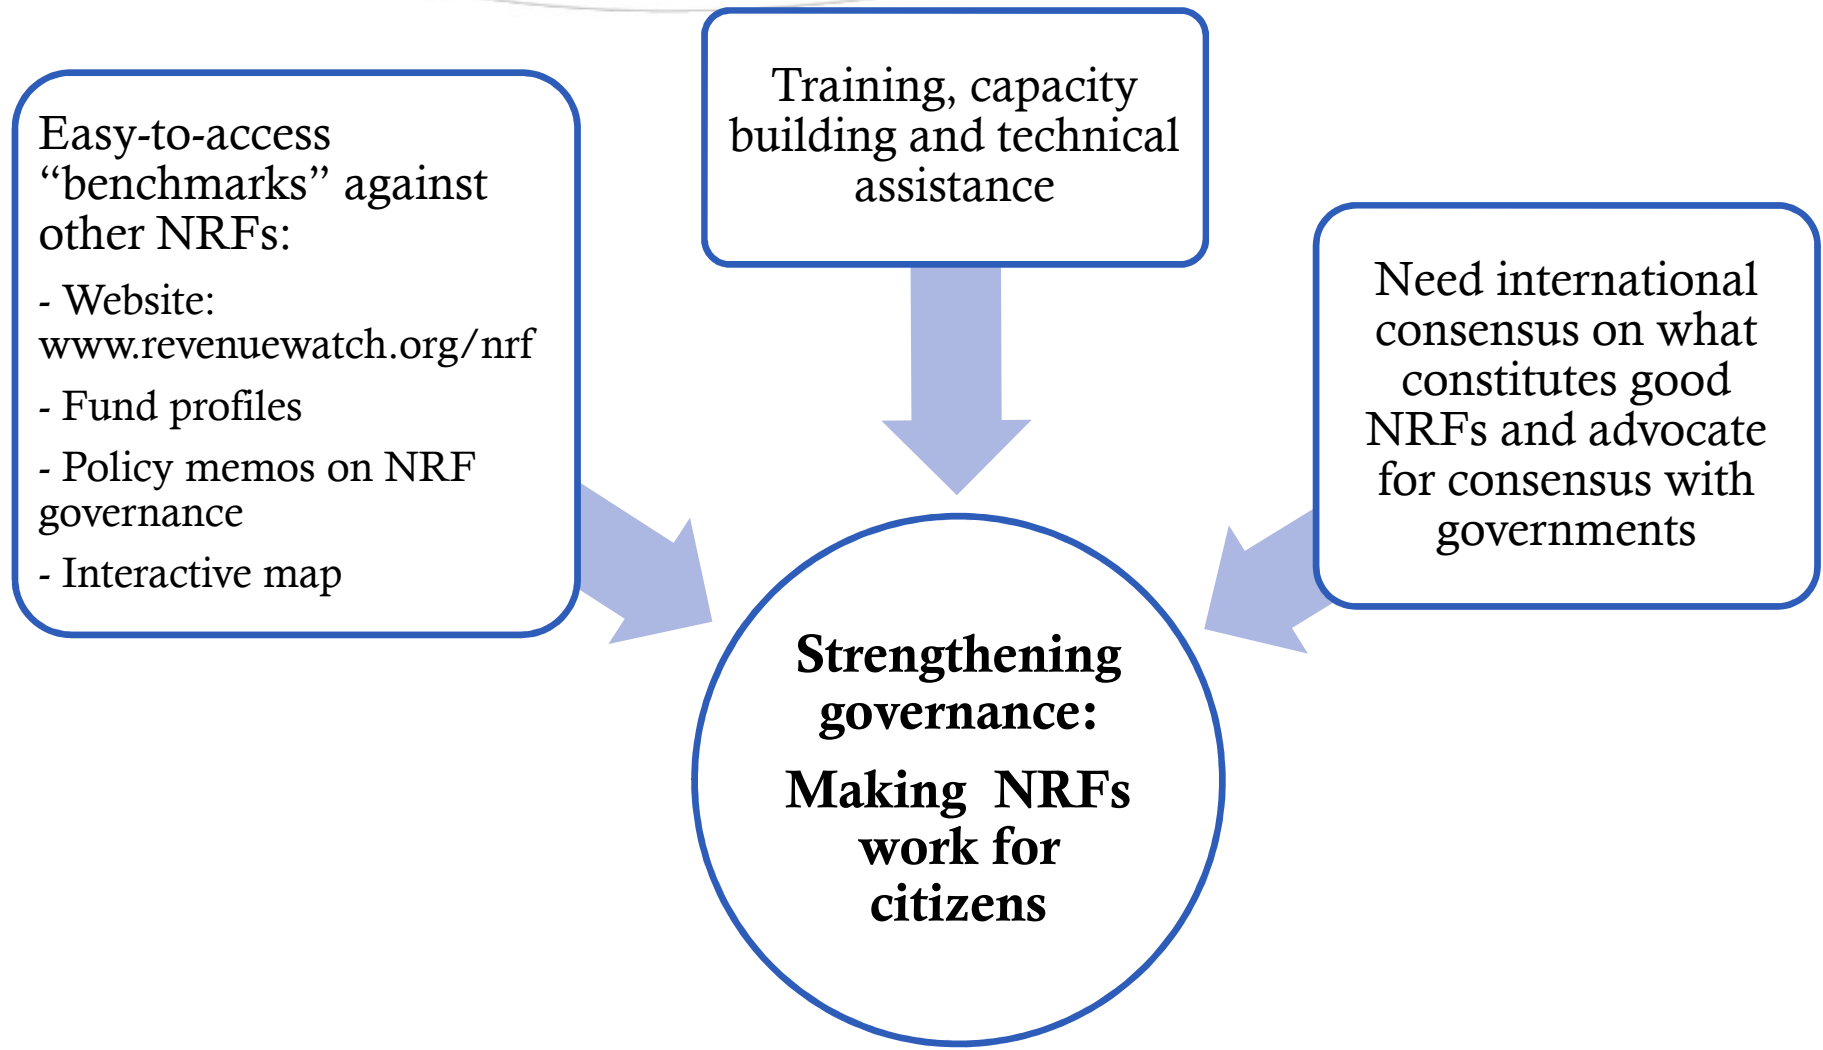 Easy-to-access
“benchmarks” against
other NRFs:
- Website:
www.revenuewatch.org/nrf
- Fund profiles
- Policy memos on NRF
governance
- Interactive map
Training, capacity
building and technical
assistance
Need international
consensus on what
constitutes good
NRFs and advocate
for consensus with
governments
Strengthening
governance:
Making NRFs
work for
citizens